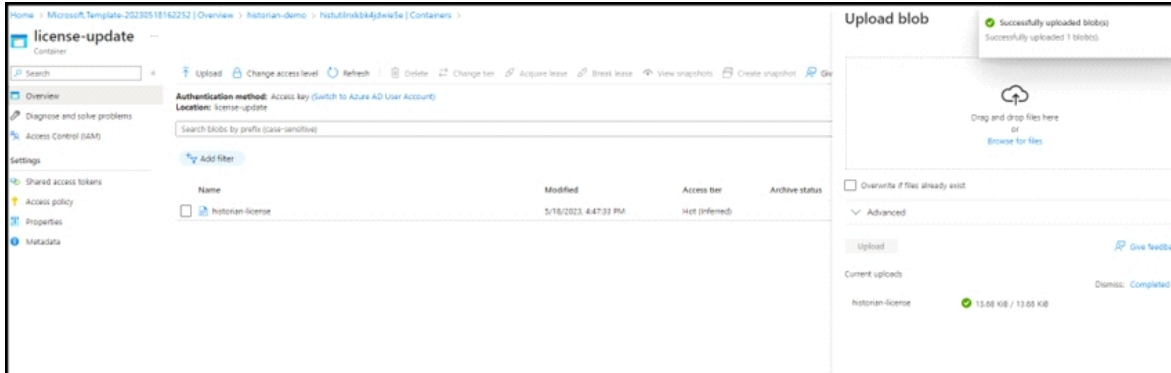 Home > Microsoft.Template-20230518162252 | Overview > historian-demo > | Containers >
license-update ...
Container
Search
Overview
Diagnose and solve problems
Access Control (IAM)
Settings
Shared access tokens
Access policy
Properties
Metadata
Upload Change access level Refresh Delete Change tier Acquire lease Break lease View snapshots Create snapshot
Authentication method: Access key (Switch to Azure AD User Account)
Location: license-update
Search blobs by prefix (case-sensitive)
Add filter
Name Modified Access tier Archive status
historian-license 5/18/2023, 4:47:33 PM Hot (Inferred)
Upload blob
Successfully uploaded blob(s)
Successfully uploaded 1 blob(s).
Drag and drop files here
or
Browse for files
Overwrite if files already exist
Advanced
Upload Give feedba
Current uploads
Dismiss: Completed
historian-license 13.68 KiB / 13.68 KiB